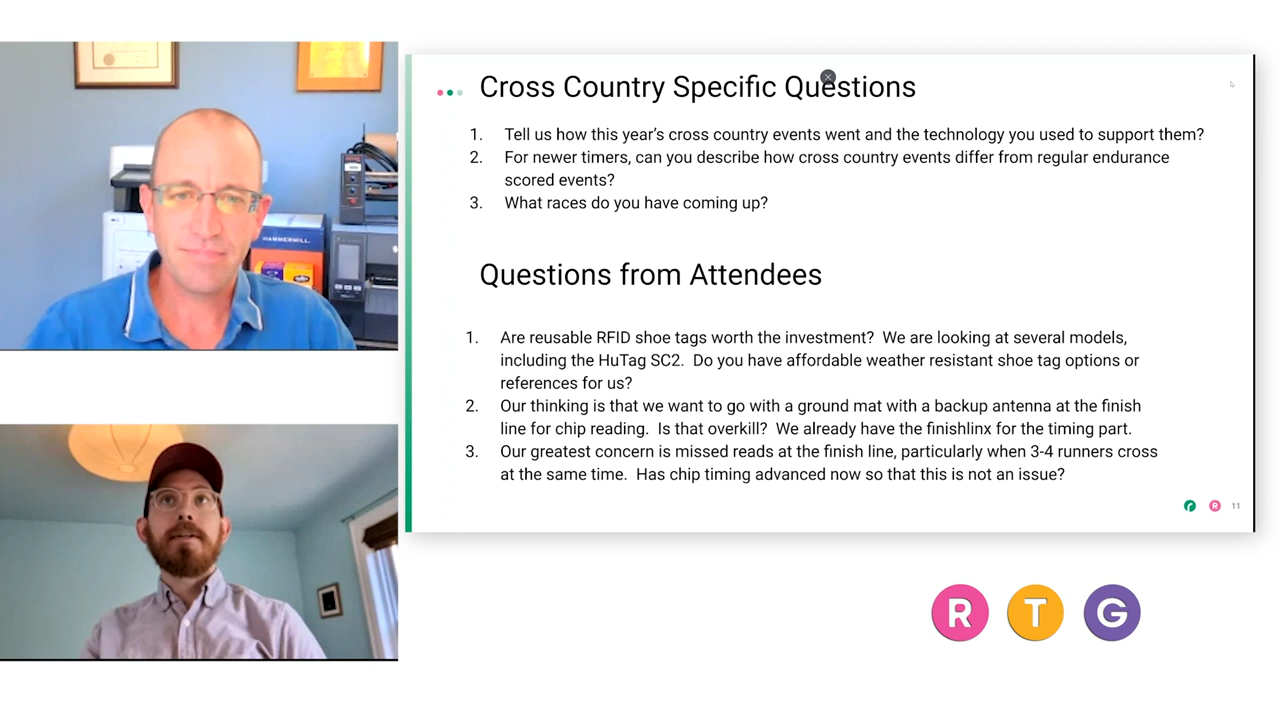 HAMMERMILL
Cross Country Specific Questions
1. Tell us how this year's cross country events went and the technology you used to support them?
2. For newer timers, can you describe how cross country events differ from regular endurance
scored events?
3. What races do you have coming up?
Questions from Attendees
1. Are reusable RFID shoe tags worth the investment? We are looking at several models,
including the HuTag SC2. Do you have affordable weather resistant shoe tag options or
references for us?
2. Our thinking is that we want to go with a ground mat with a backup antenna at the finish
line for chip reading. Is that overkill? We already have the finishlinx for the timing part.
3. Our greatest concern is missed reads at the finish line, particularly when 3-4 runners cross
at the same time. Has chip timing advanced now so that this is not an issue?
R 11
R T G